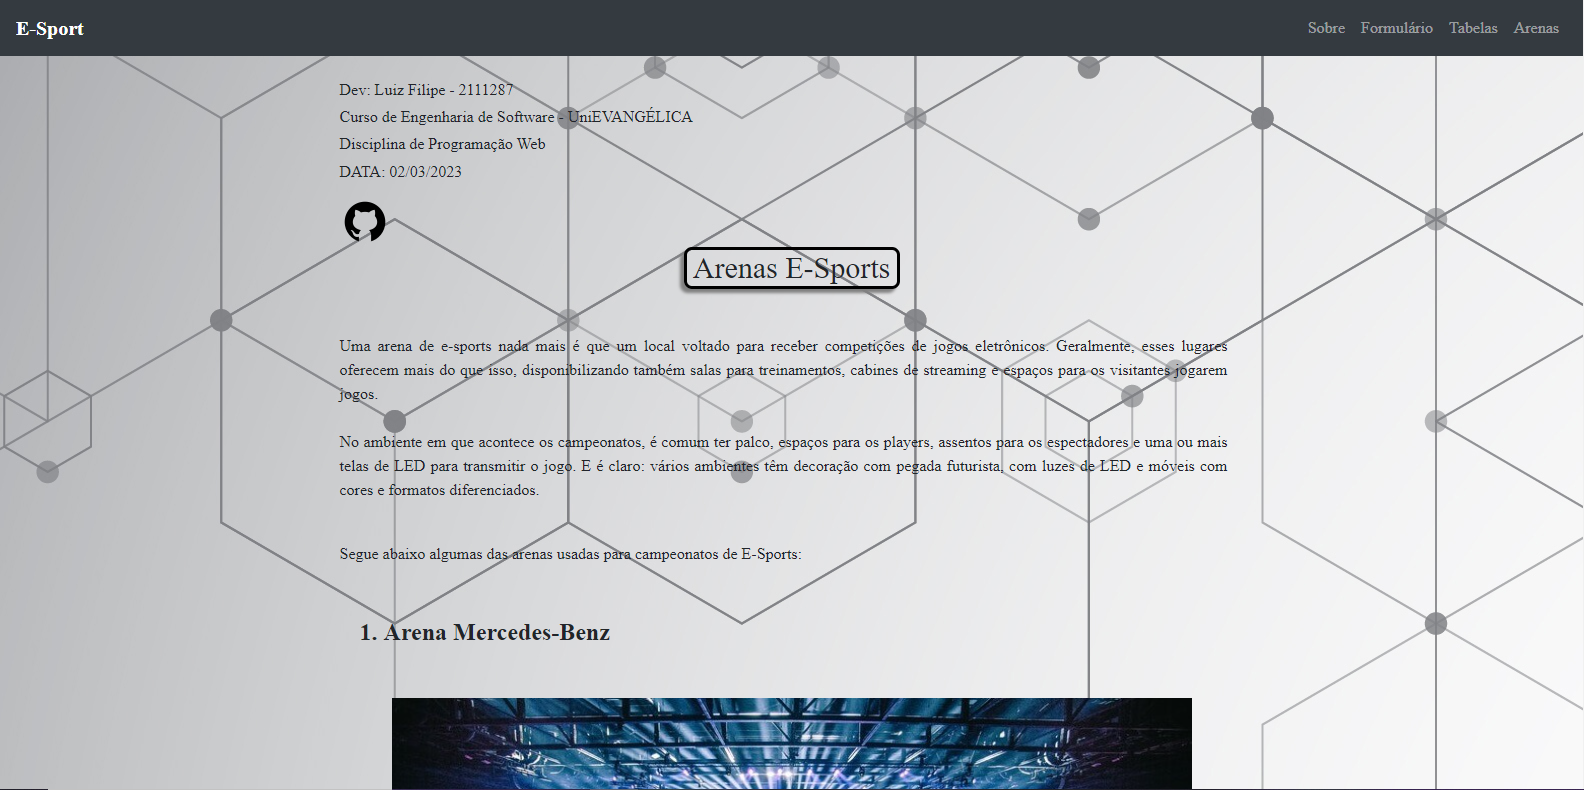 E-Sport
Sobre Formulário Tabelas Arenas
Dev: Luiz Filipe - 2111287
Curso de Engenharia de Software - UniEVANGÉLICA
Disciplina de Programação Web
DATA: 02/03/2023
Arenas E-Sports
Uma arena de e-sports nada mais é que um local voltado para receber competições de jogos eletrônicos. Geralmente, esses lugares
oferecem mais do que isso, disponibilizando também salas para treinamentos, cabines de streaming e espaços para os visitantes jogarem
jogos.
No ambiente em que acontece os campeonatos, é comum ter palco, espaços para os players, assentos para os espectadores e uma ou mais
telas de LED para transmitir o jogo. E é claro: vários ambientes têm decoração com pegada futurista, com luzes de LED e móveis com
cores e formatos diferenciados.
Segue abaixo algumas das arenas usadas para campeonatos de E-Sports:
1. Arena Mercedes-Benz